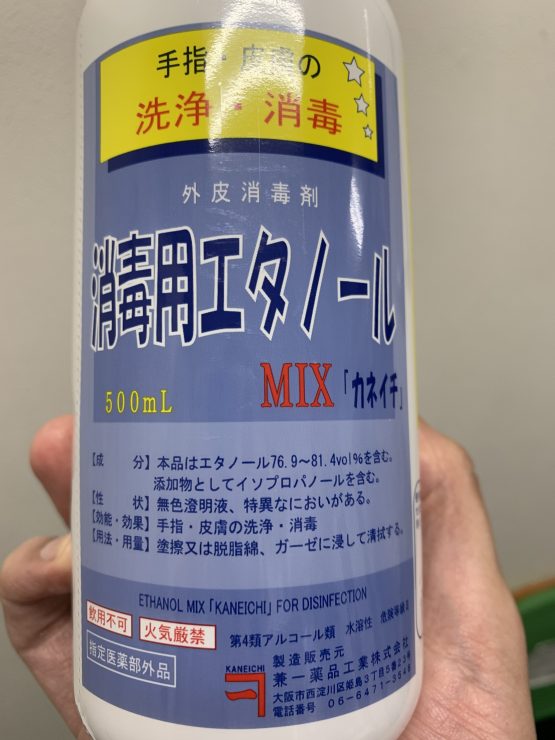 手指・皮膚の
洗浄・消毒
外皮消毒剤
消毒用エタノール
MIX「カネイチ」
500mL
【成　　分】本品はエタノール76.9〜81.4vol%を含む。
添加物としてイソプロパノールを含む。
【性　　状】無色澄明液、特異なにおいがある。
【効能・効果】手指・皮膚の洗浄・消毒
【用法・用量】塗擦又は脱脂綿、ガーゼに浸して清拭する。
ETHANOL MIX「KANEICHI」FOR DISINFECTION
飲用不可 火気厳禁 第4類アルコール類 水溶性 危険等級Ⅱ
指定医薬部外品
KANEICHI
製造販売元
兼一薬品工業株式会社
大阪市西淀川区姫島3丁目5番23号
電話番号 06-6471-3948